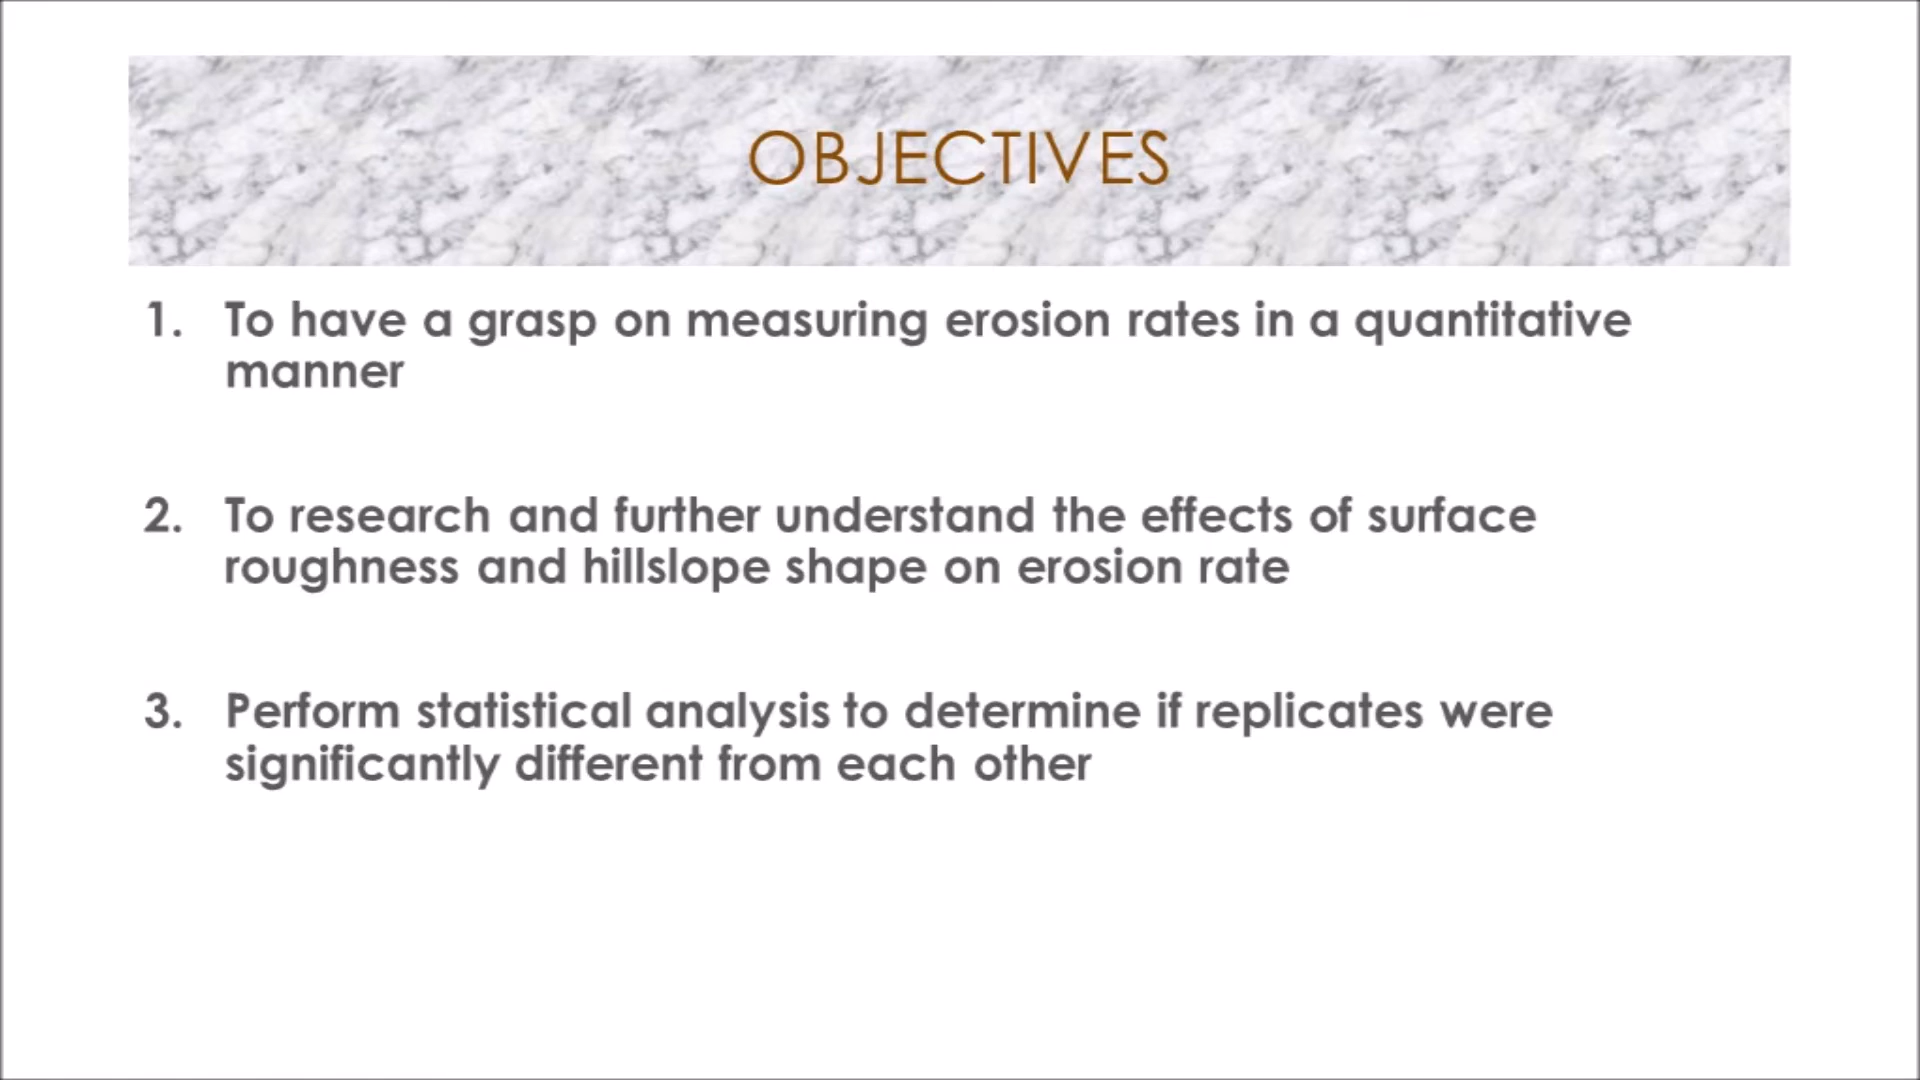 OBJECTIVES
1. To have a grasp on measuring erosion rates in a quantitative
manner
2. To research and further understand the effects of surface
roughness and hillslope shape on erosion rate
3. Perform statistical analysis to determine if replicates were
significantly different from each other